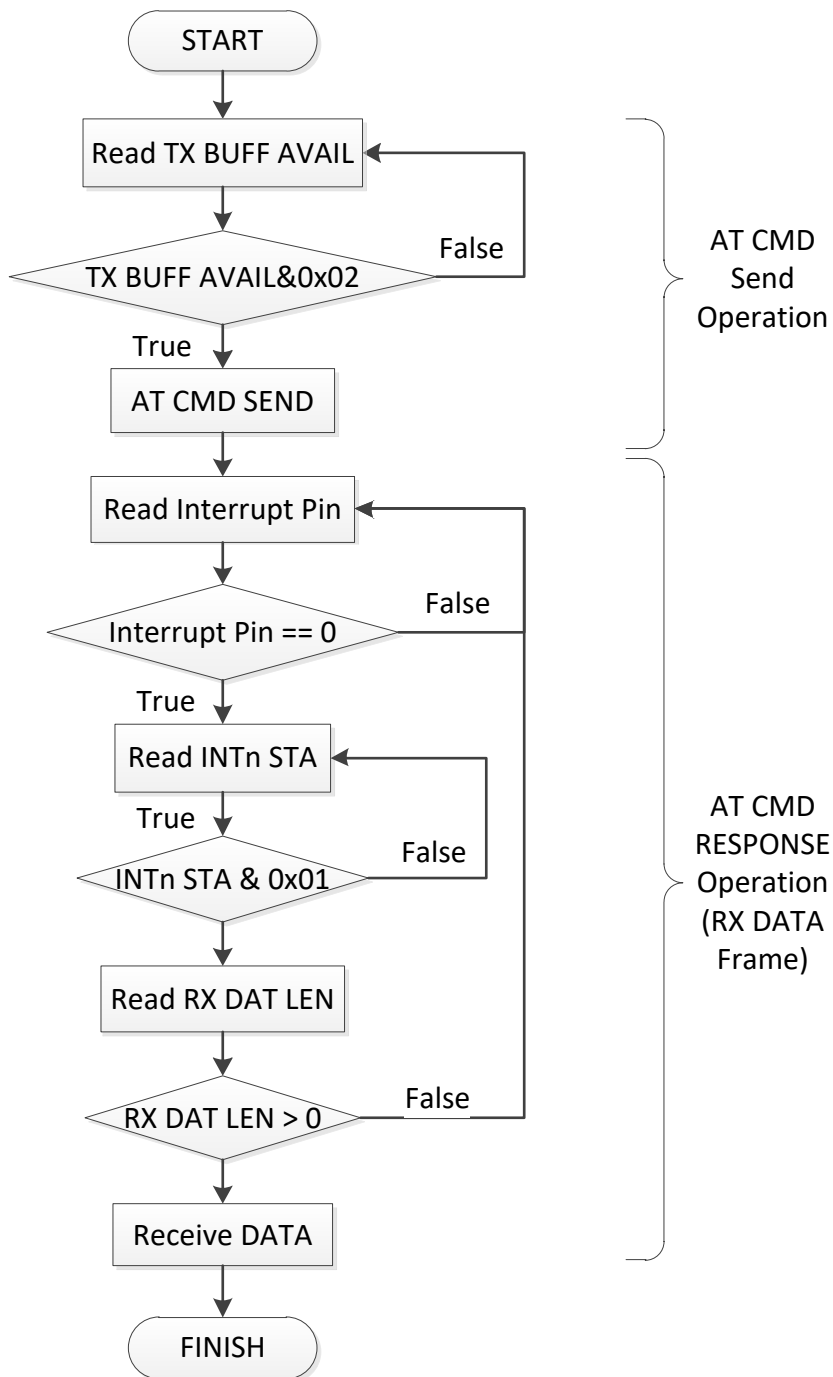 START
Read TX BUFF AVAIL
False
TX BUFF AVAIL&0x02
True
AT CMD SEND
AT CMD
Send
Operation
Read Interrupt Pin
False
Interrupt Pin == 0
True
Read INTn STA
True
False
INTn STA & 0x01
Read RX DAT LEN
False
RX DAT LEN > 0
Receive DATA
FINISH
AT CMD
RESPONSE
Operation
(RX DATA
Frame)